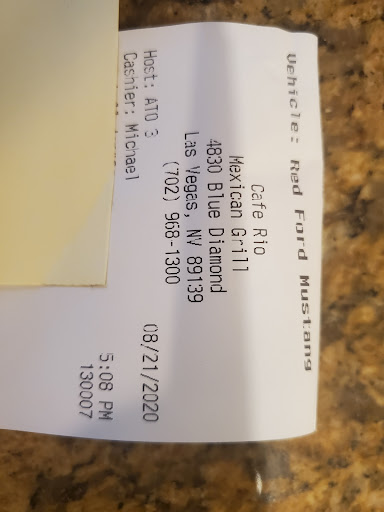 Vehicle: Red Ford Mustang
Cafe Rio
Mexican Grill
4830 Blue Diamond
Las Vegas, NV 89139
(702) 968-1300
Host: ATO 3 08/21/2020
Cashier: Michael 5:08 PM
130007